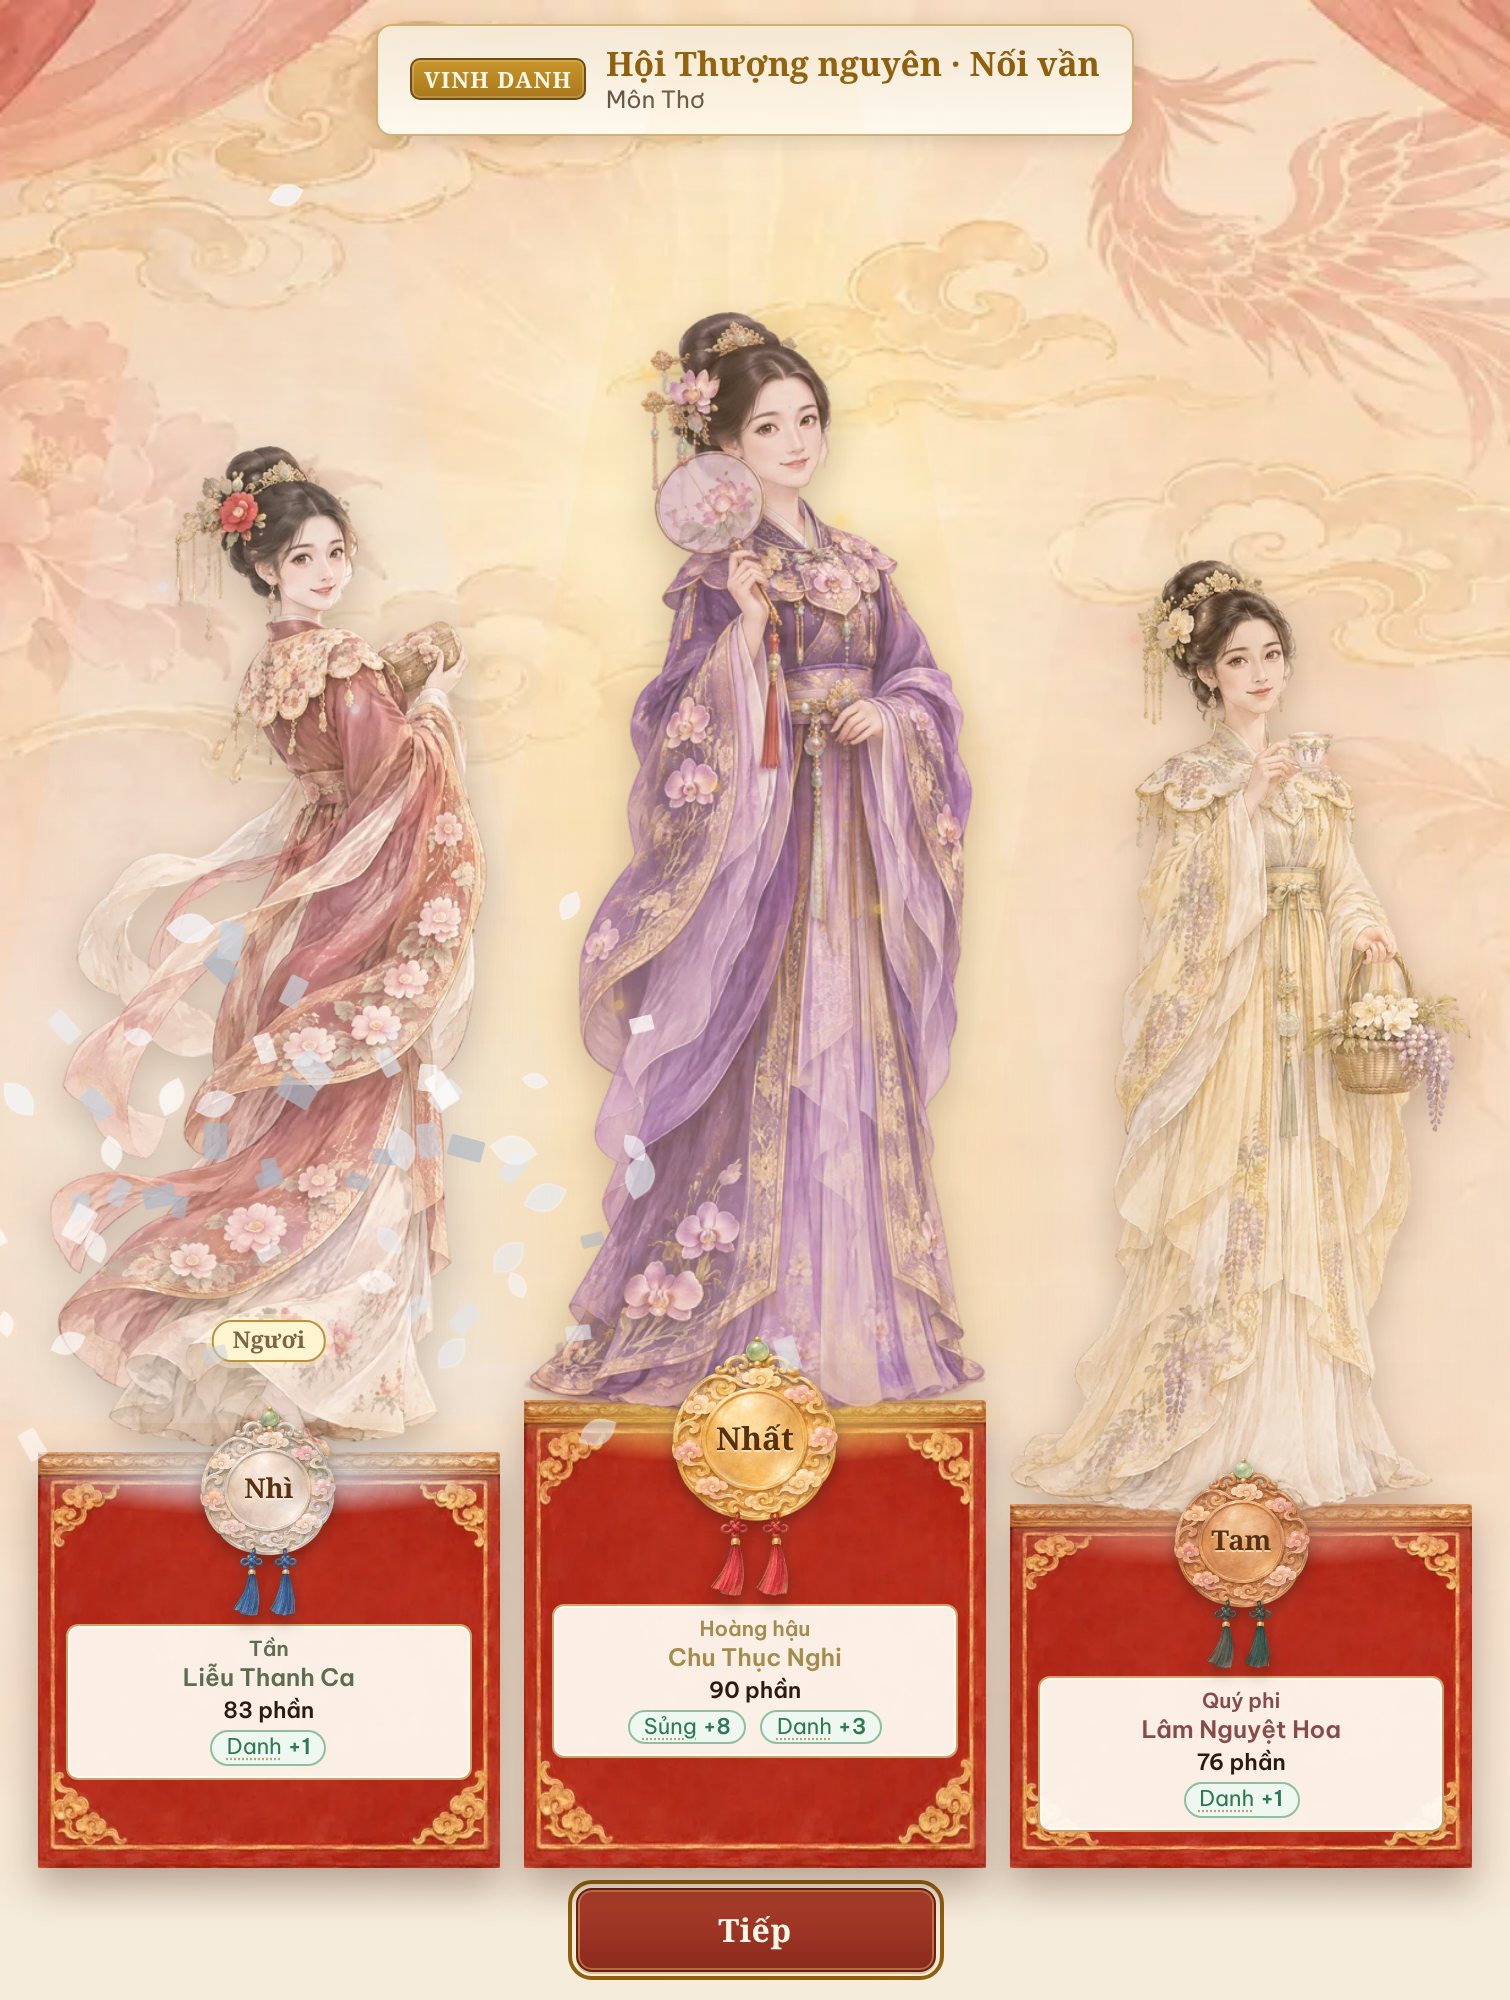 VINH DANH
Hội Thượng nguyên · Nối vần
Môn Thơ
Ngươi
Nhì
Tần
Liễu Thanh Ca
83 phần
Danh +1
Nhất
Hoàng hậu
Chu Thục Nghi
90 phần
Sủng +8
Danh +3
Tam
Quý phi
Lâm Nguyệt Hoa
76 phần
Danh +1
Tiếp